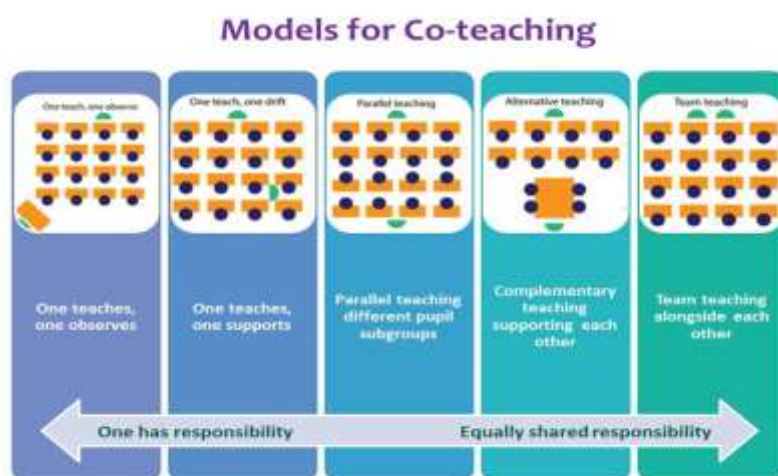 Models for Co-teaching
One teach, one observe
One teach, one drift
Parallel teaching
Alternative teaching
Team teaching
One teaches,
one observes
One teaches,
one supports
Parallel teaching
different pupil
subgroups
Complementary
teaching
supporting each
other
Team teaching
alongside each
other
One has responsibility
Equally shared responsibility